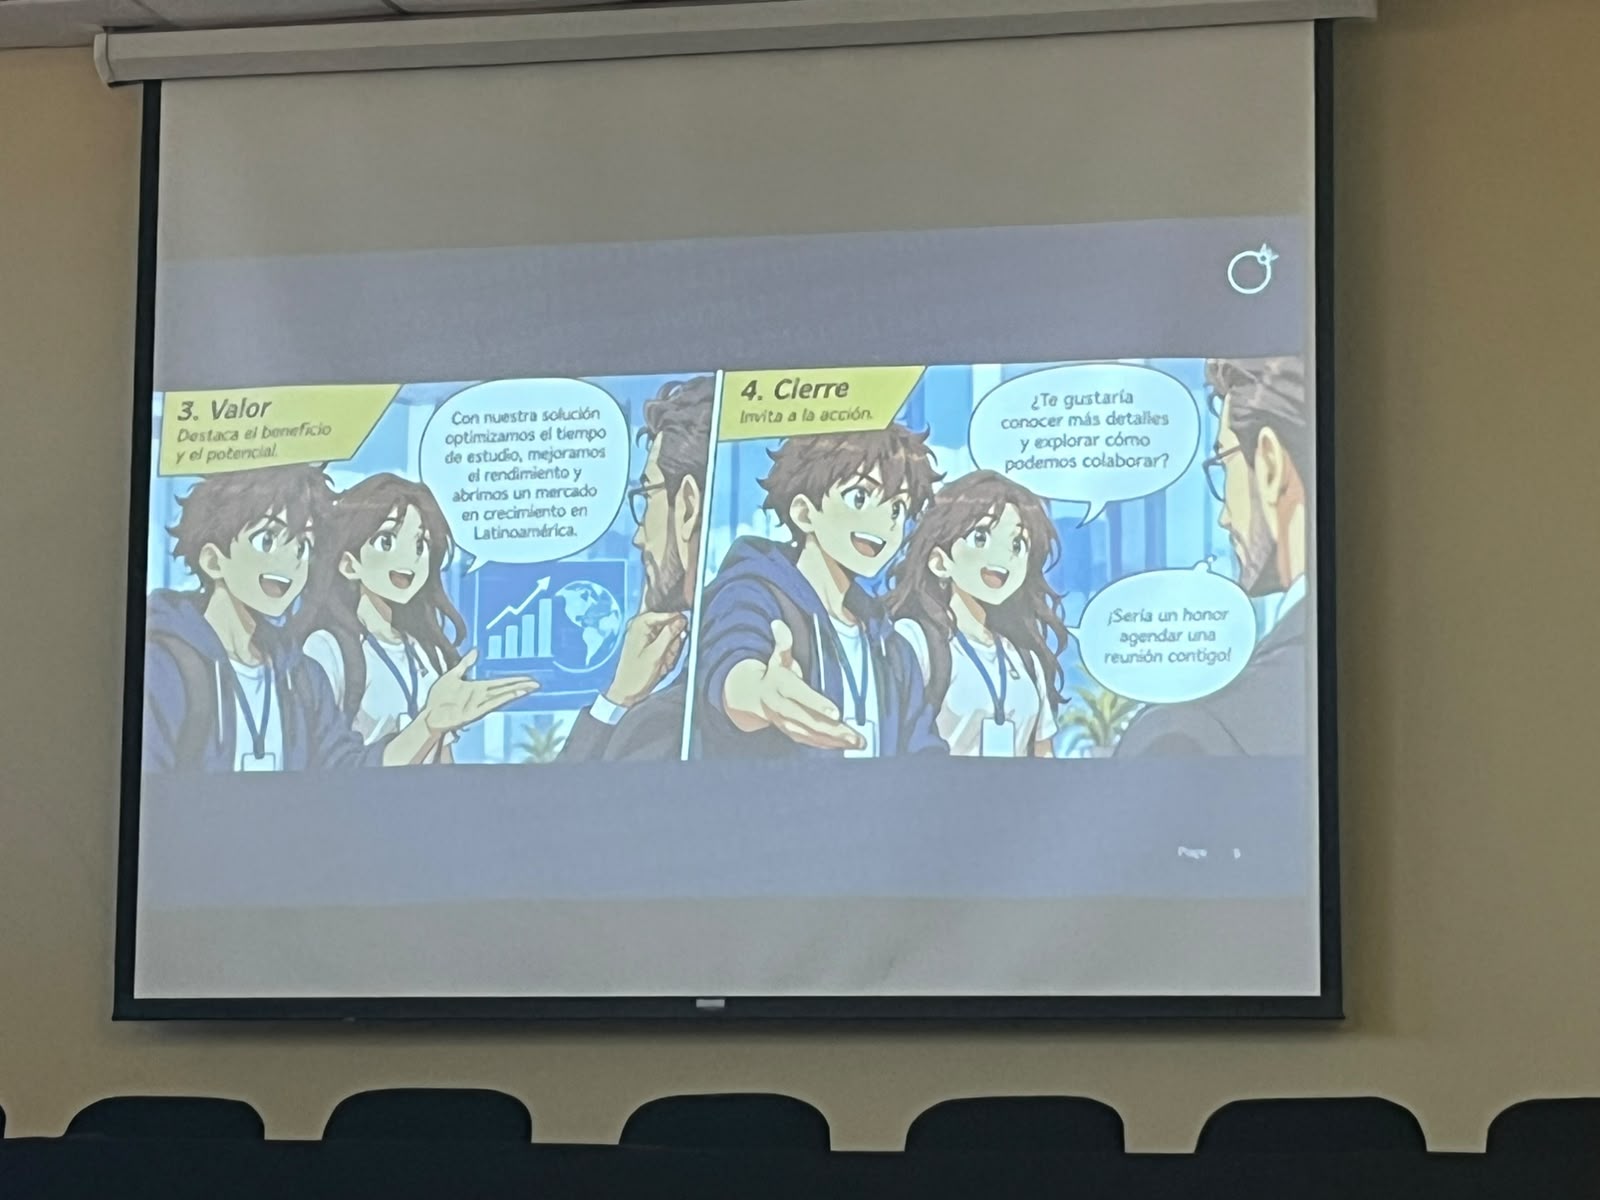 3. Valor
Destaca el beneficio
y el potencial.
Con nuestra solución
optimizamos el tiempo
de estudio, mejoramos
el rendimiento y
abrimos un mercado
en crecimiento en
Latinoamérica.
4. Cierre
Invita a la acción.
¿Te gustaría
conocer más detalles
y explorar cómo
podemos colaborar?
¡Sería un honor
agendar una
reunión contigo!
Page